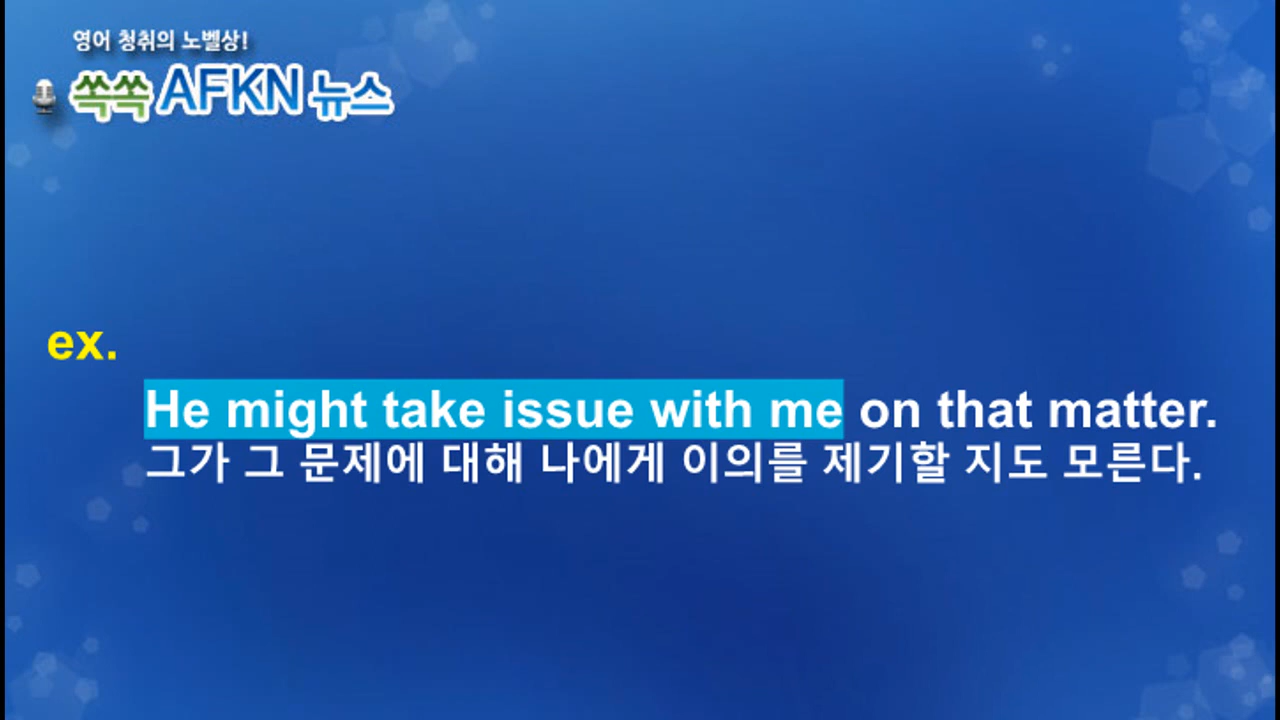 영어 청취의 노벨상!
쏙쏙 AFKN 뉴스
ex.
He might take issue with me on that matter.
그가 그 문제에 대해 나에게 이의를 제기할 지도 모른다.